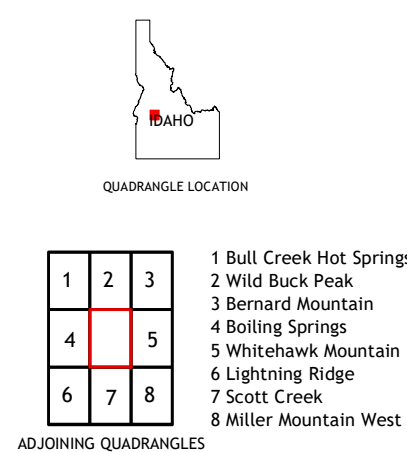 IDAHO
QUADRANGLE LOCATION
1 2 3
4 5
6 7 8
1 Bull Creek Hot Springs
2 Wild Buck Peak
3 Bernard Mountain
4 Boiling Springs
5 Whitehawk Mountain
6 Lightning Ridge
7 Scott Creek
8 Miller Mountain West
ADJOINING QUADRANGLES